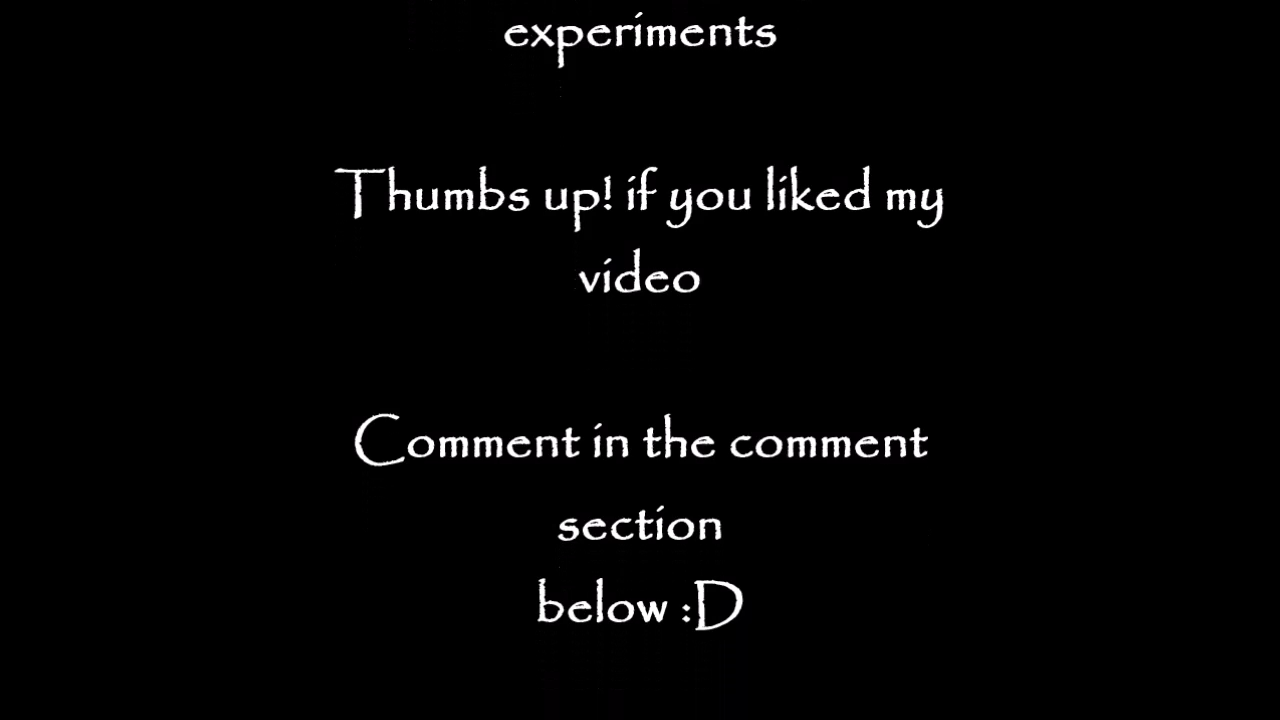 experiments
Thumbs up! if you liked my
video
Comment in the comment
section
below :D